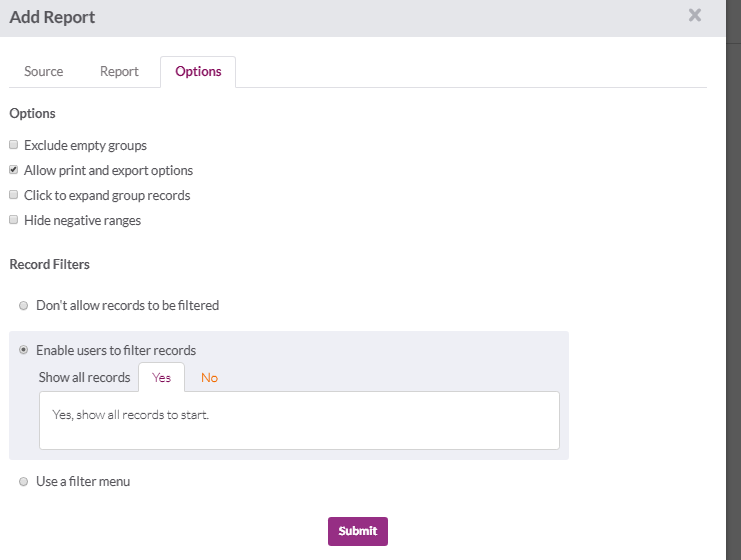 Add Report
Source Report Options
Options
Exclude empty groups
Allow print and export options
Click to expand group records
Hide negative ranges
Record Filters
Don't allow records to be filtered
Enable users to filter records
Show all records Yes No
Yes, show all records to start.
Use a filter menu
Submit